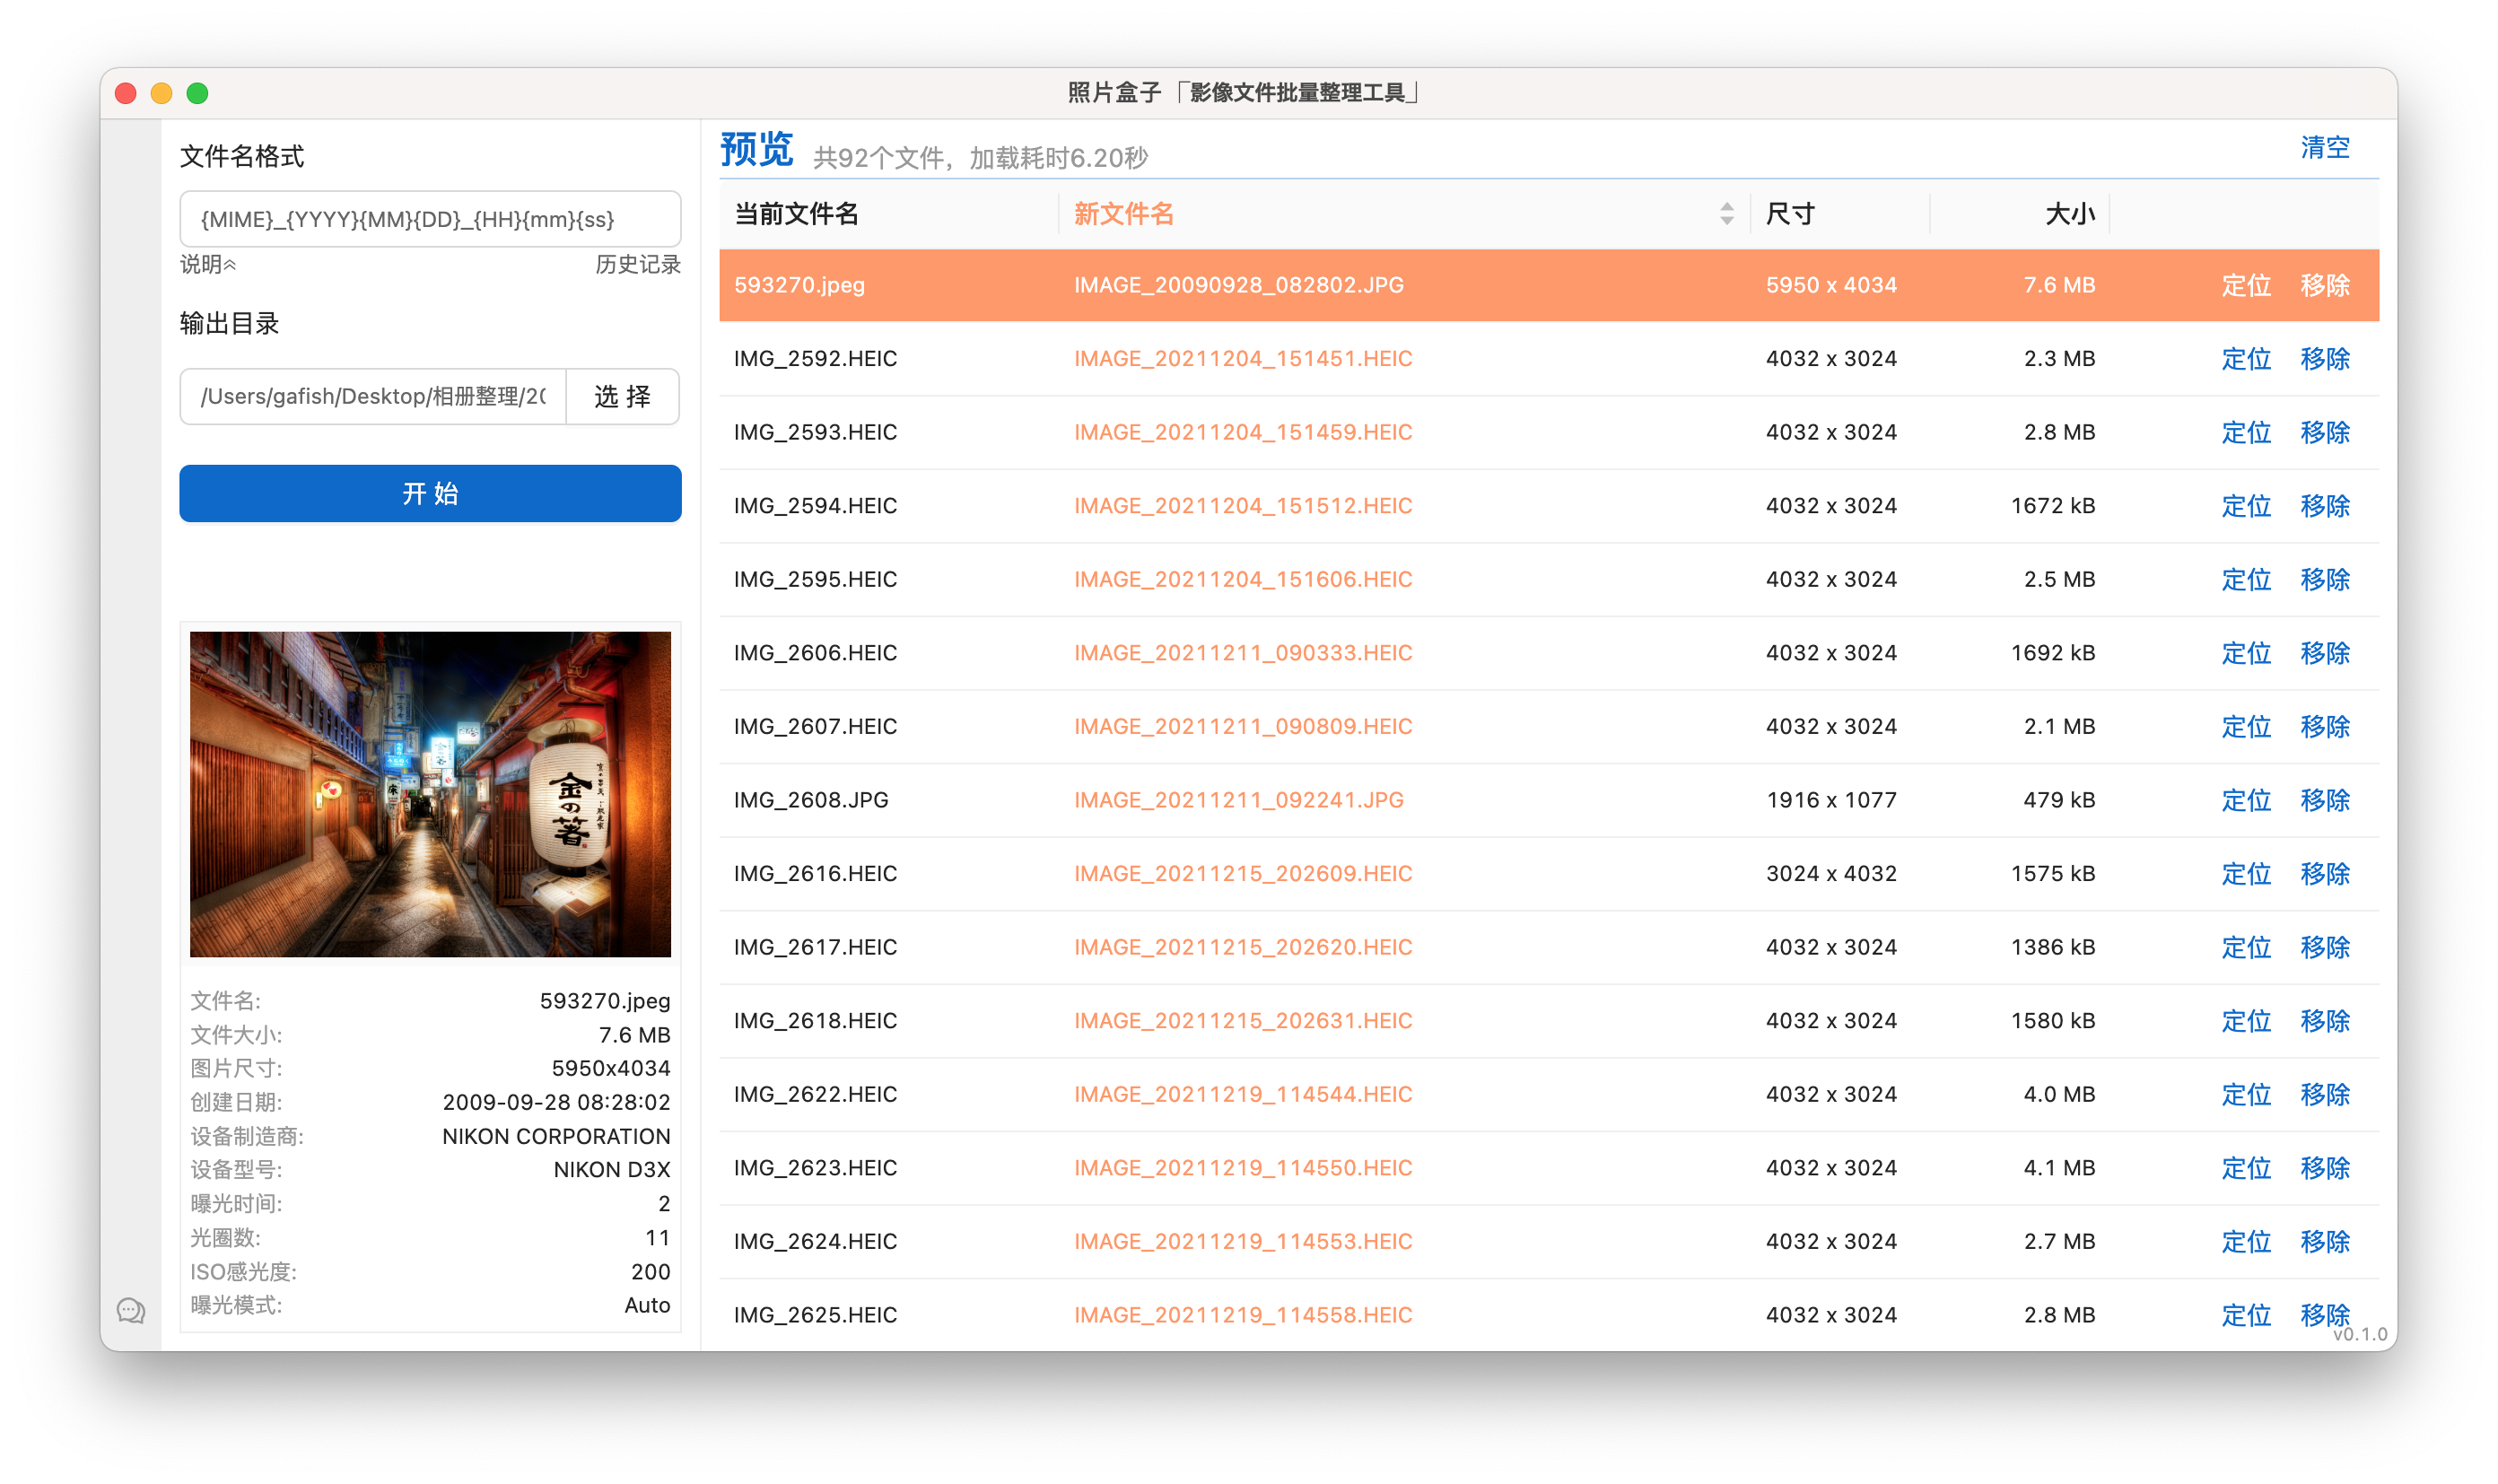 照片盒子「影像文件批量整理工具」
文件名格式
{MIME}_{YYYY}{MM}{DD}_{HH}{mm}{ss}
说明 历史记录
输出目录
/Users/gafish/Desktop/相册整理/20 选择
开始
金の箸
文件名: 593270.jpeg
文件大小: 7.6 MB
图片尺寸: 5950x4034
创建日期: 2009-09-28 08:28:02
设备制造商: NIKON CORPORATION
设备型号: NIKON D3X
曝光时间: 2
光圈数: 11
ISO感光度: 200
曝光模式: Auto
预览 共92个文件，加载耗时6.20秒 清空
当前文件名 新文件名 尺寸 大小
593270.jpeg IMAGE_20090928_082802.JPG 5950 x 4034 7.6 MB 定位 移除
IMG_2592.HEIC IMAGE_20211204_151451.HEIC 4032 x 3024 2.3 MB 定位 移除
IMG_2593.HEIC IMAGE_20211204_151459.HEIC 4032 x 3024 2.8 MB 定位 移除
IMG_2594.HEIC IMAGE_20211204_151512.HEIC 4032 x 3024 1672 kB 定位 移除
IMG_2595.HEIC IMAGE_20211204_151606.HEIC 4032 x 3024 2.5 MB 定位 移除
IMG_2606.HEIC IMAGE_20211211_090333.HEIC 4032 x 3024 1692 kB 定位 移除
IMG_2607.HEIC IMAGE_20211211_090809.HEIC 4032 x 3024 2.1 MB 定位 移除
IMG_2608.JPG IMAGE_20211211_092241.JPG 1916 x 1077 479 kB 定位 移除
IMG_2616.HEIC IMAGE_20211215_202609.HEIC 3024 x 4032 1575 kB 定位 移除
IMG_2617.HEIC IMAGE_20211215_202620.HEIC 4032 x 3024 1386 kB 定位 移除
IMG_2618.HEIC IMAGE_20211215_202631.HEIC 4032 x 3024 1580 kB 定位 移除
IMG_2622.HEIC IMAGE_20211219_114544.HEIC 4032 x 3024 4.0 MB 定位 移除
IMG_2623.HEIC IMAGE_20211219_114550.HEIC 4032 x 3024 4.1 MB 定位 移除
IMG_2624.HEIC IMAGE_20211219_114553.HEIC 4032 x 3024 2.7 MB 定位 移除
IMG_2625.HEIC IMAGE_20211219_114558.HEIC 4032 x 3024 2.8 MB 定位 移除
v0.1.0